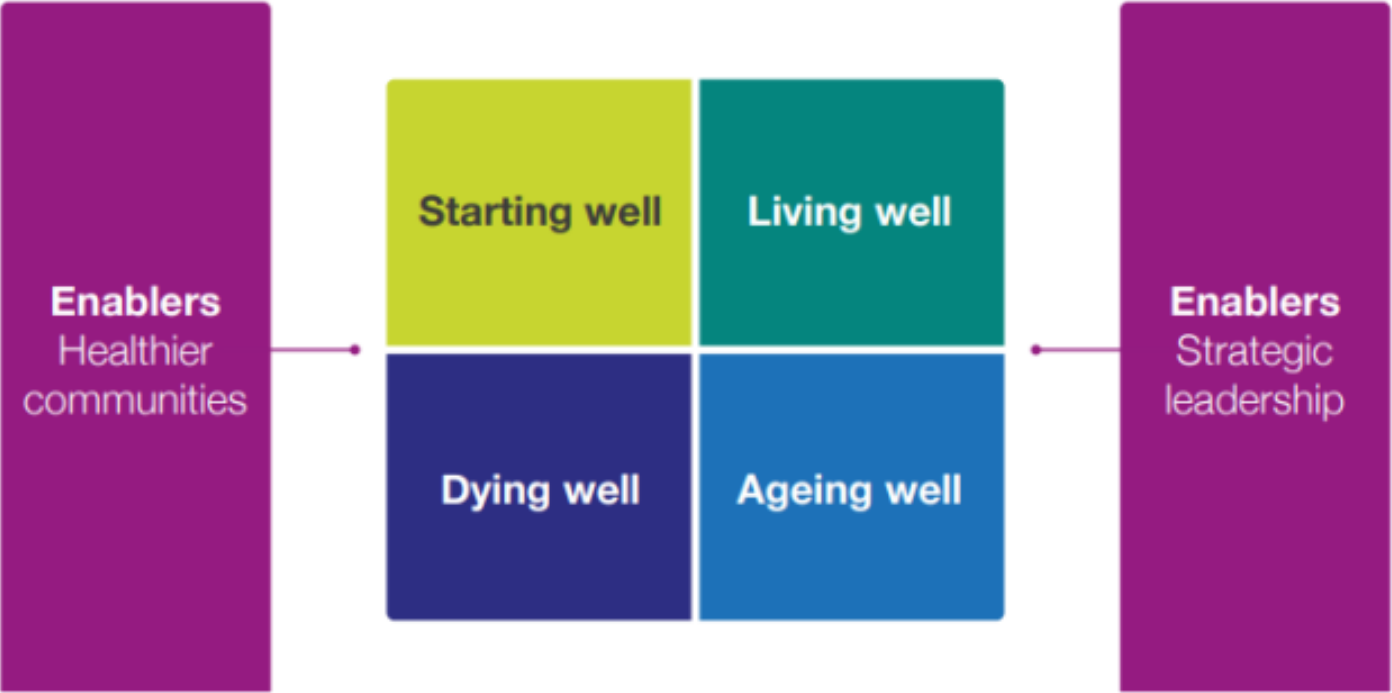 Enablers
Healthier
communities
Starting well
Living well
Dying well
Ageing well
Enablers
Strategic
leadership